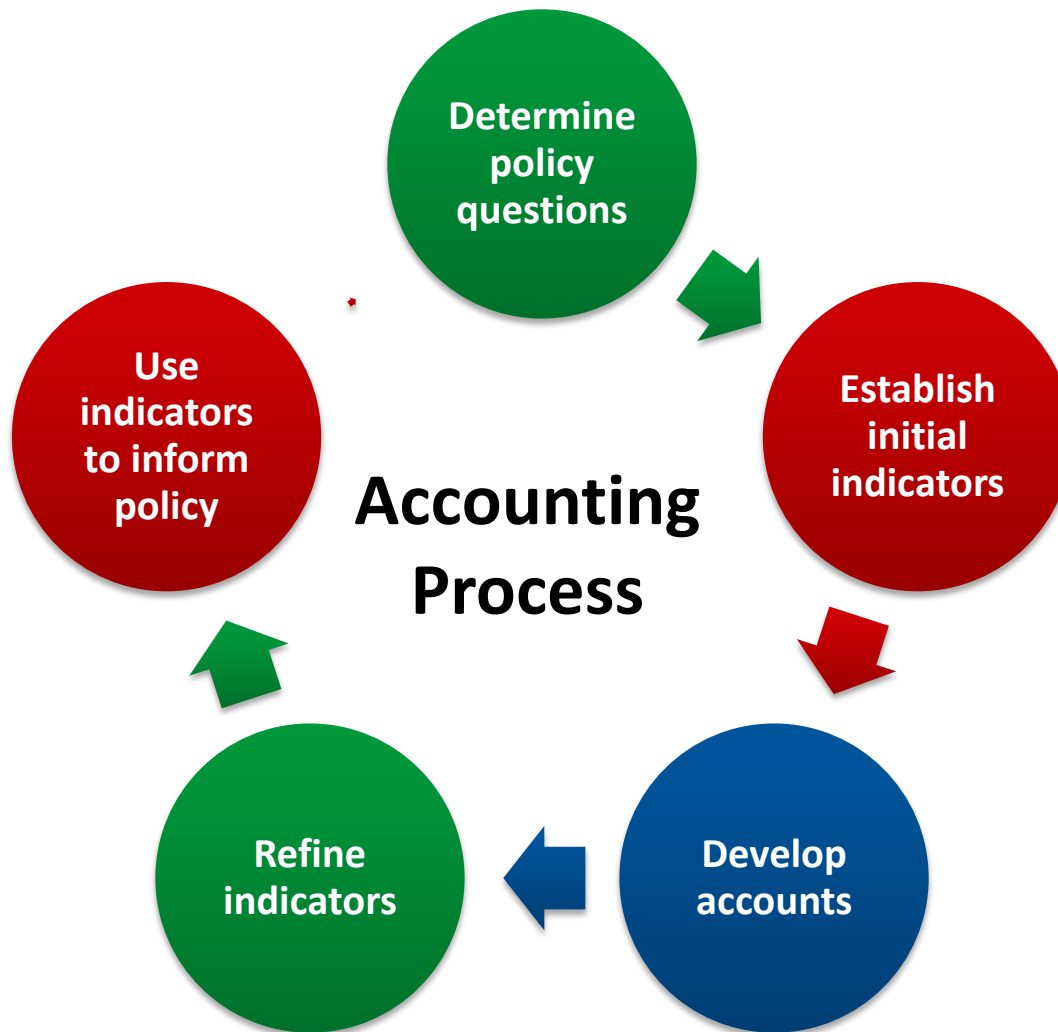 Determine
policy
questions
Establish
initial
indicators
Develop
accounts
Refine
indicators
Use
indicators
to inform
policy
Accounting
Process